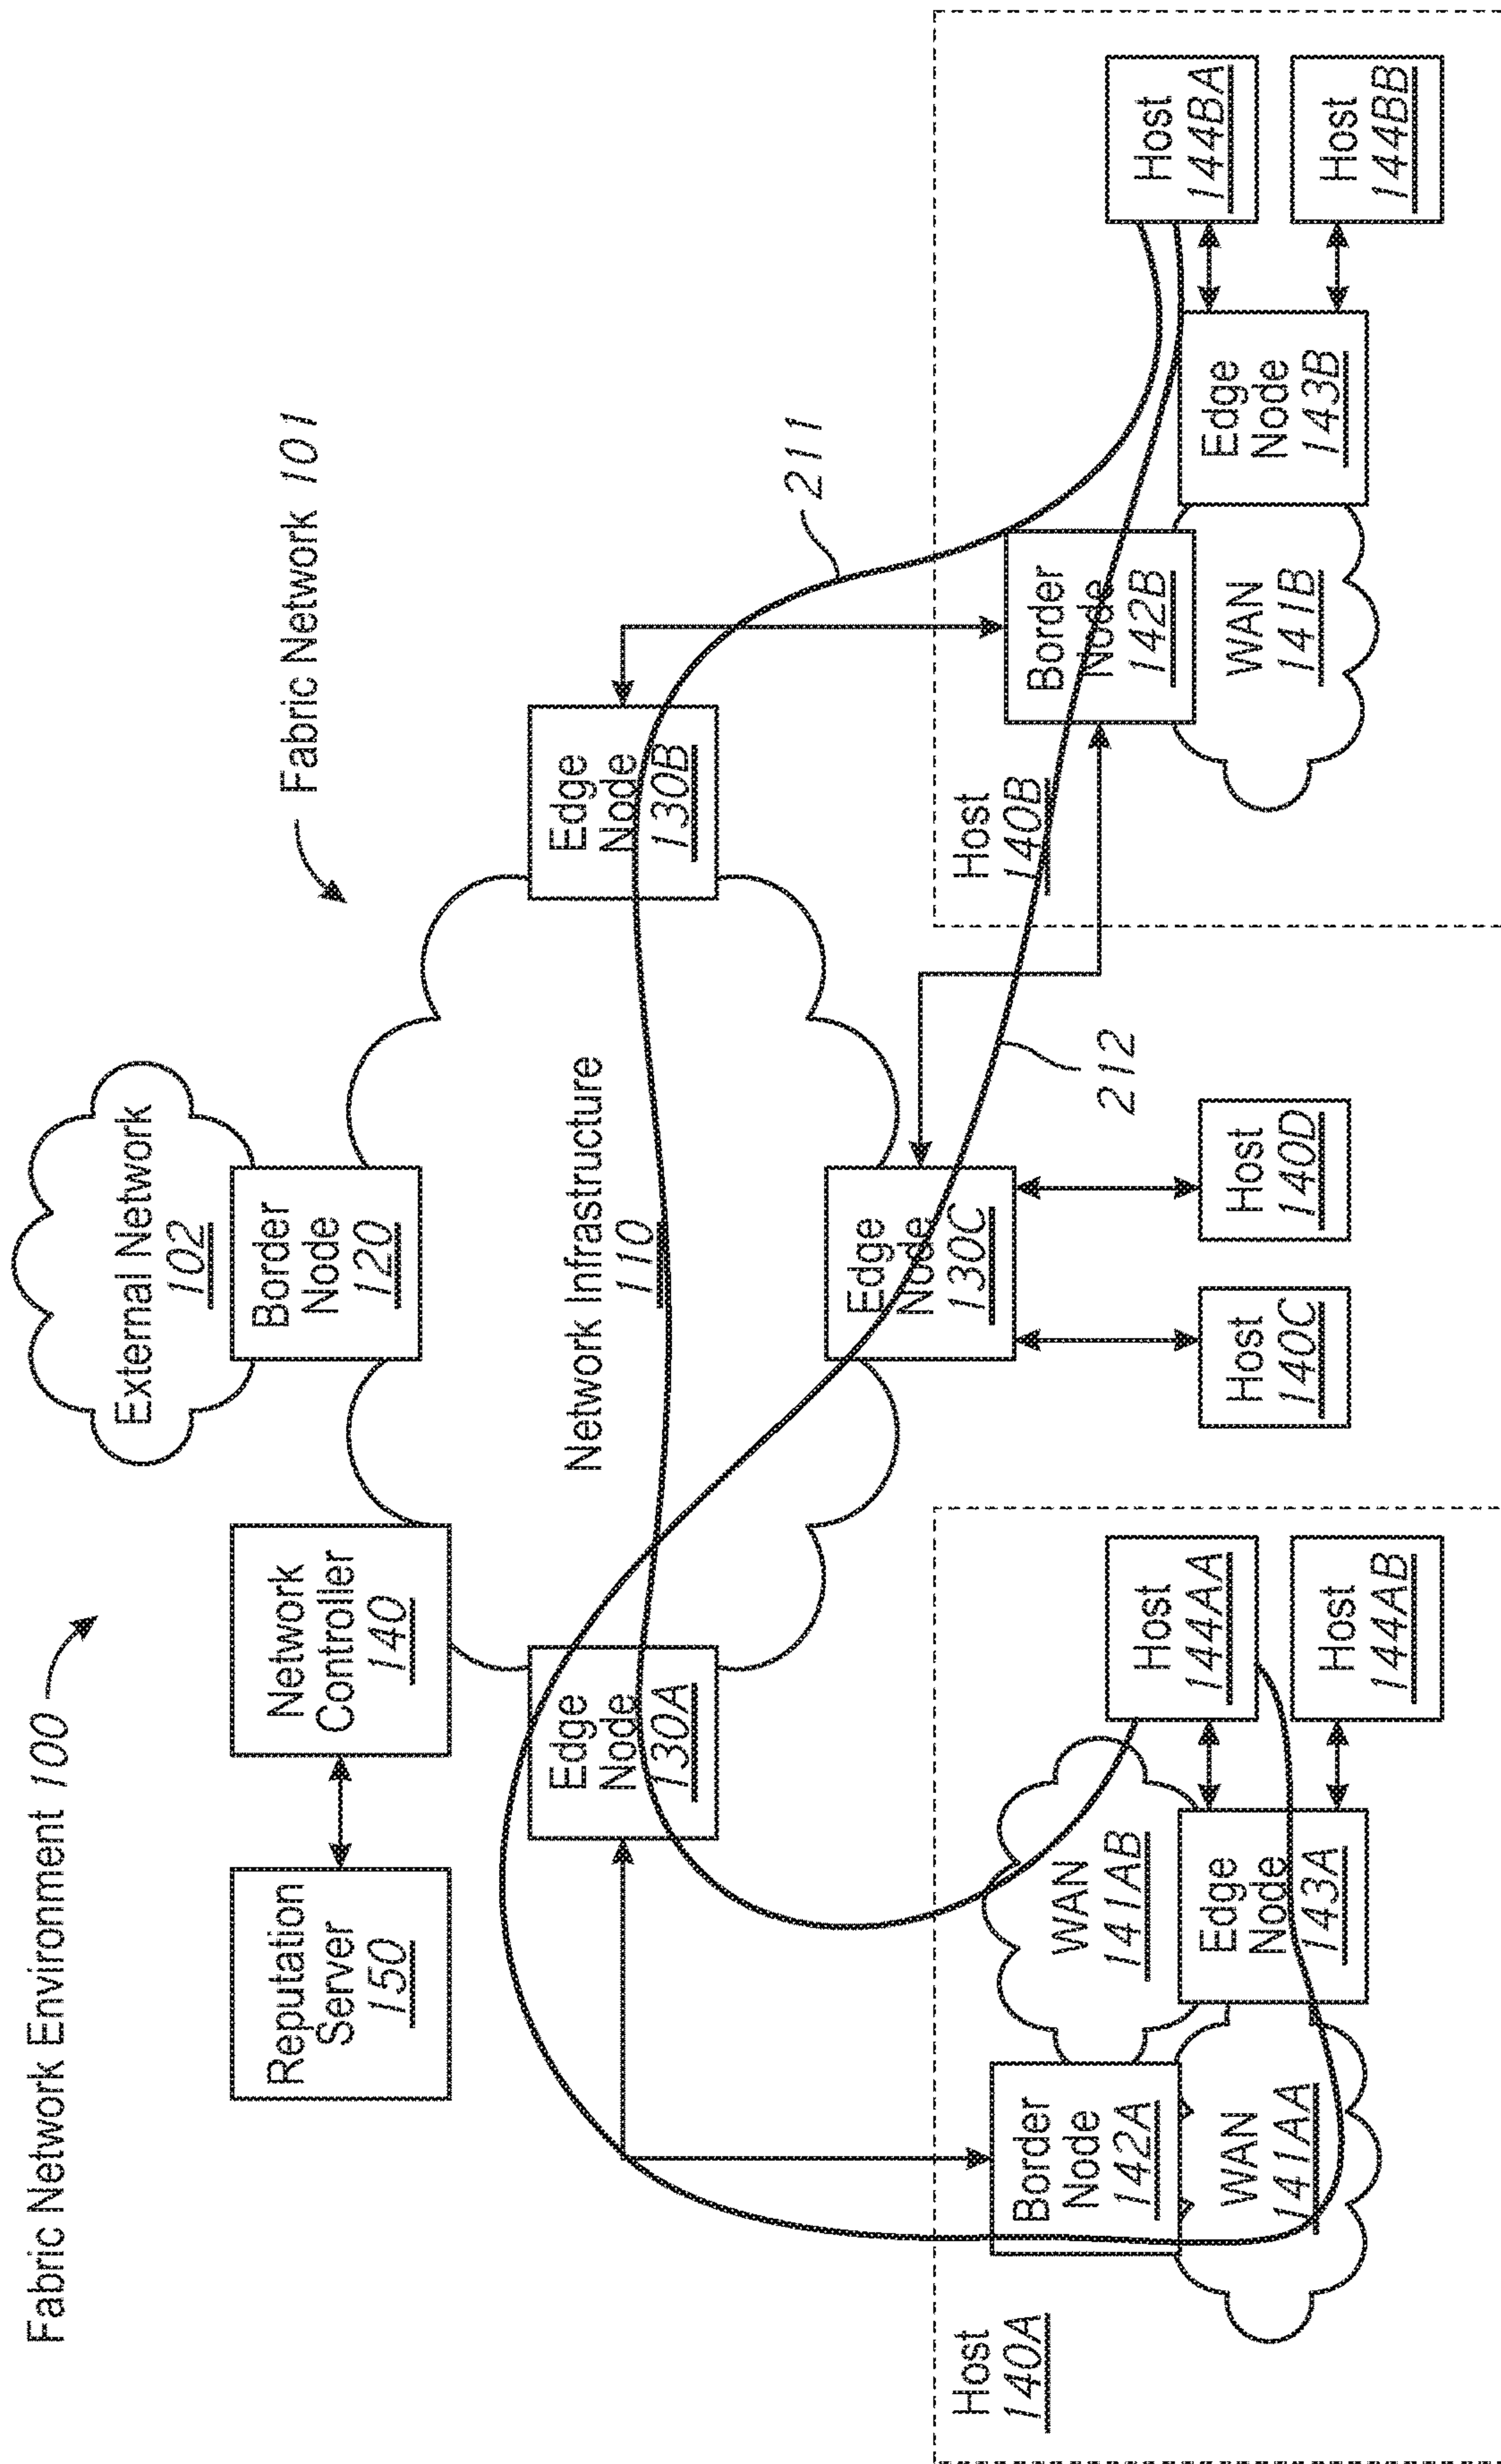 Fabric Network Environment 100
External Network
102
Fabric Network 101
Reputation
Server
150
Network
Controller
140
Border
Node
120
Edge
Node
130A
Network Infrastructure
110
Edge
Node
130B
211
Edge
Node
130C
212
Host
140A
Border
Node
142A
WAN
141AB
WAN
141AA
Edge
Node
143A
Host
144AA
Host
144AB
Host
140C
Host
140D
Host
140B
Border
Node
142B
WAN
141B
Edge
Node
143B
Host
144BA
Host
144BB